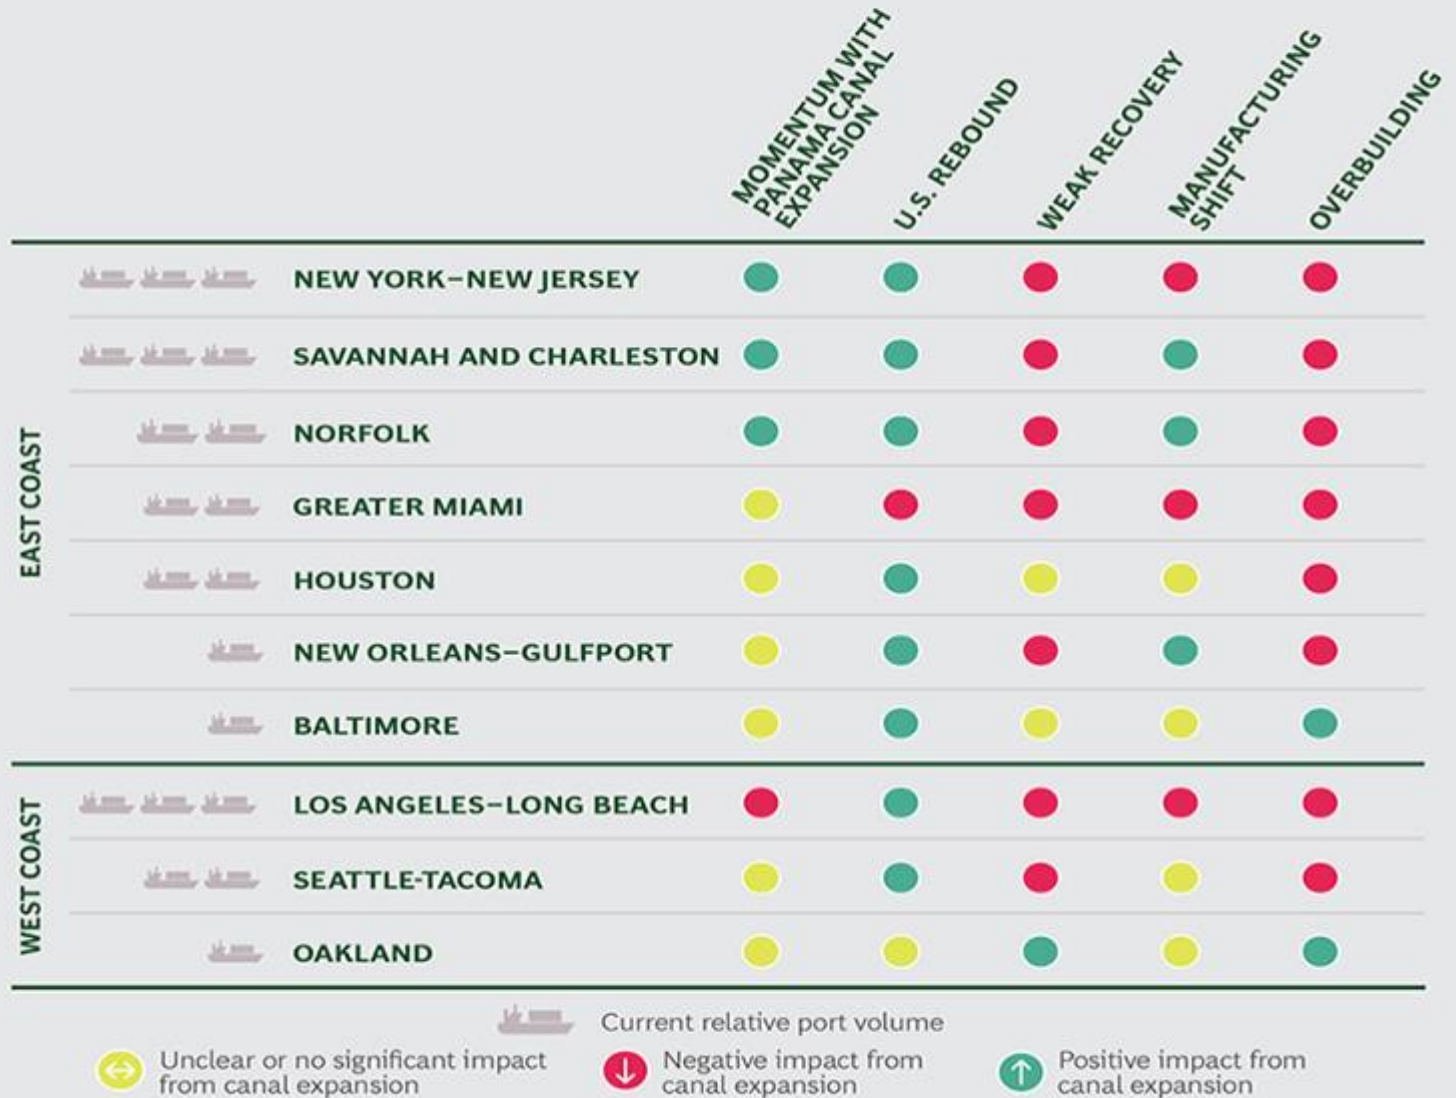 MOMENTUM WITH
PANAMA CANAL
EXPANSION
U.S. REBOUND
WEAK RECOVERY
MANUFACTURING
SHIFT
OVERBUILDING
EAST COAST
NEW YORK–NEW JERSEY
SAVANNAH AND CHARLESTON
NORFOLK
GREATER MIAMI
HOUSTON
NEW ORLEANS–GULFPORT
BALTIMORE
WEST COAST
LOS ANGELES–LONG BEACH
SEATTLE-TACOMA
OAKLAND
Current relative port volume
Unclear or no significant impact
from canal expansion
Negative impact from
canal expansion
Positive impact from
canal expansion